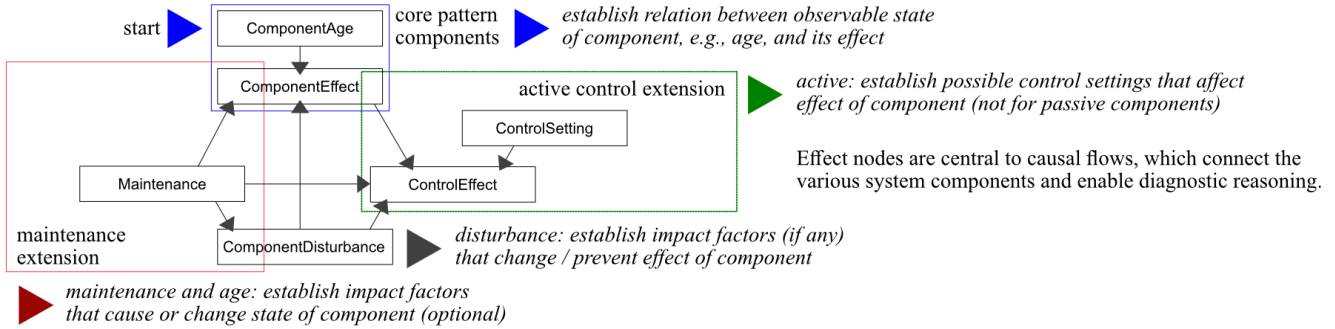 start
ComponentAge
core pattern
components
establish relation between observable state
of component, e.g., age, and its effect
ComponentEffect
active control extension
active: establish possible control settings that affect
effect of component (not for passive components)
ControlSetting
Effect nodes are central to causal flows, which connect the
various system components and enable diagnostic reasoning.
Maintenance
ControlEffect
maintenance
extension
ComponentDisturbance
disturbance: establish impact factors (if any)
that change / prevent effect of component
maintenance and age: establish impact factors
that cause or change state of component (optional)